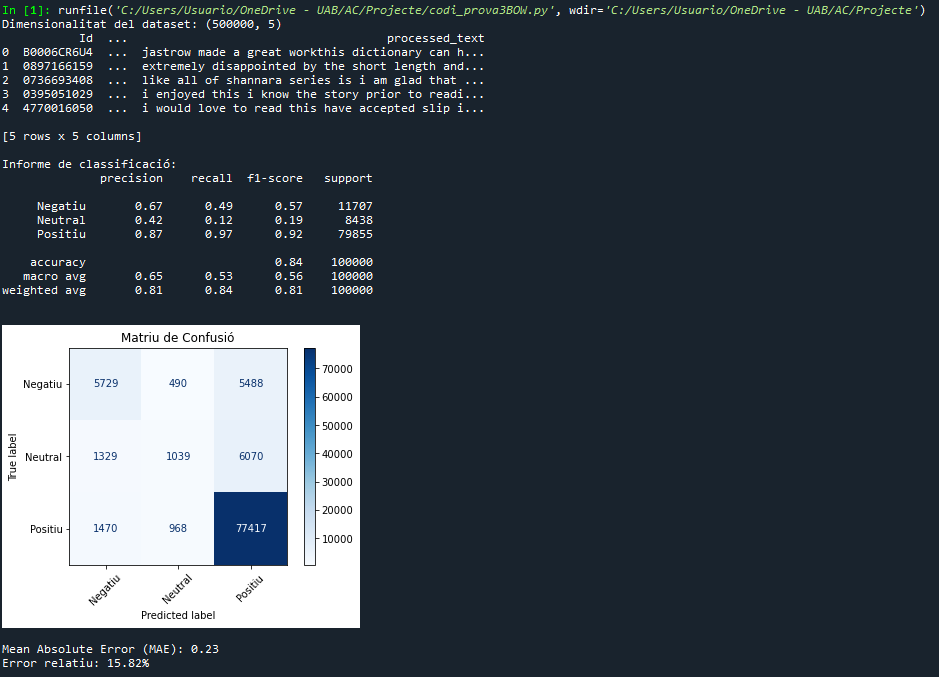 In [1]: runfile('C:/Users/Usuario/OneDrive - UAB/AC/Projecte/codi_prova3BOW.py', wdir='C:/Users/Usuario/OneDrive - UAB/AC/Projecte')
Dimensionalitat del dataset: (500000, 5)
Id ... processed_text
0 B0006CR6U4 ... jastrow made a great workthis dictionary can h...
1 0897166159 ... extremely disappointed by the short length and...
2 0736693408 ... like all of shannara series is i am glad that ...
3 0395051029 ... i enjoyed this i know the story prior to readi...
4 4770016050 ... i would love to read this have accepted slip i...
[5 rows x 5 columns]
Informe de classificació:
precision recall f1-score support
Negatiu 0.67 0.49 0.57 11707
Neutral 0.42 0.12 0.19 8438
Positiu 0.87 0.97 0.92 79855
accuracy 0.84 100000
macro avg 0.65 0.53 0.56 100000
weighted avg 0.81 0.84 0.81 100000
Matriu de Confusió
Negatiu 5729 490 5488
Neutral 1329 1039 6070
Positiu 1470 968 77417
True label
Negatiu Neutral Positiu
Predicted label
70000
60000
50000
40000
30000
20000
10000
Mean Absolute Error (MAE): 0.23
Error relatiu: 15.82%